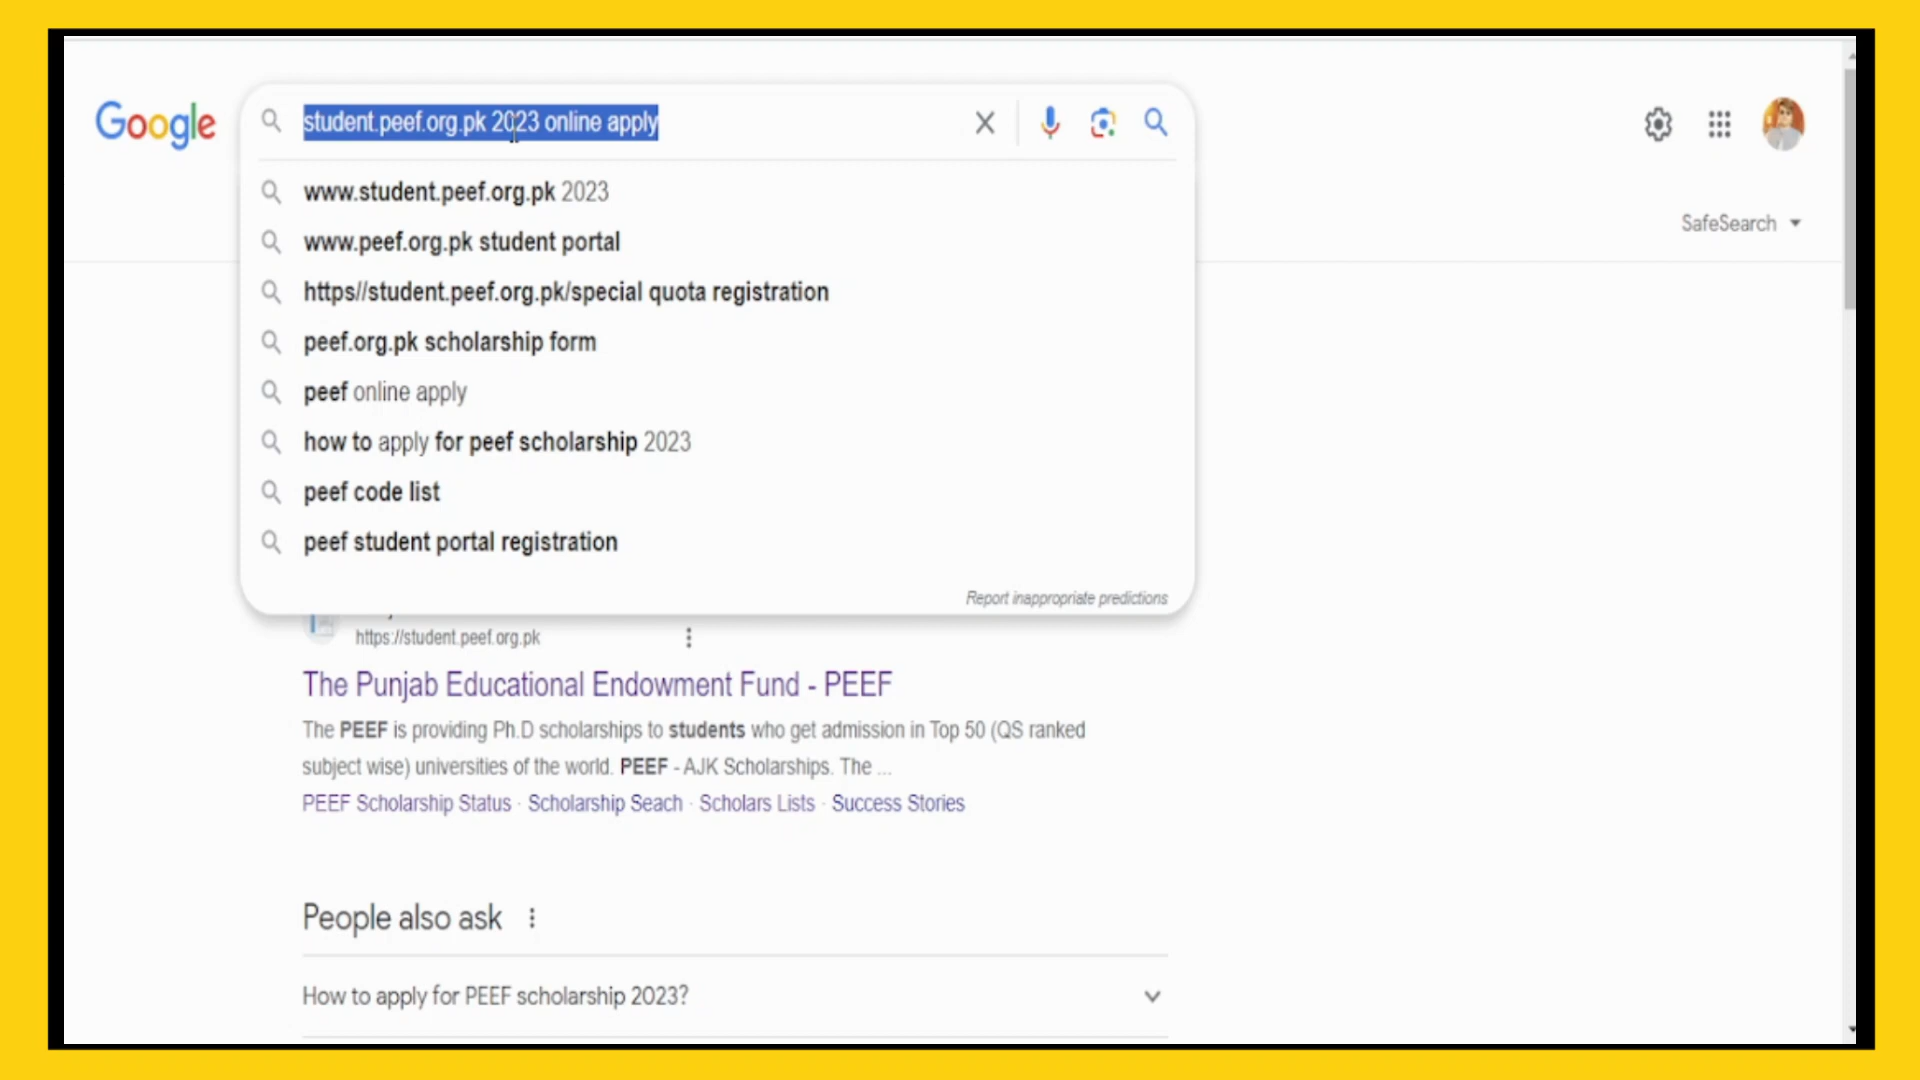 Google
student.peef.org.pk 2023 online apply
www.student.peef.org.pk 2023
www.peef.org.pk student portal
https//student.peef.org.pk/special quota registration
peef.org.pk scholarship form
peef online apply
how to apply for peef scholarship 2023
peef code list
peef student portal registration
Report inappropriate predictions
SafeSearch
https://student.peef.org.pk
The Punjab Educational Endowment Fund - PEEF
The PEEF is providing Ph.D scholarships to students who get admission in Top 50 (QS ranked
subject wise) universities of the world. PEEF - AJK Scholarships. The ...
PEEF Scholarship Status · Scholarship Seach · Scholars Lists · Success Stories
People also ask
How to apply for PEEF scholarship 2023?